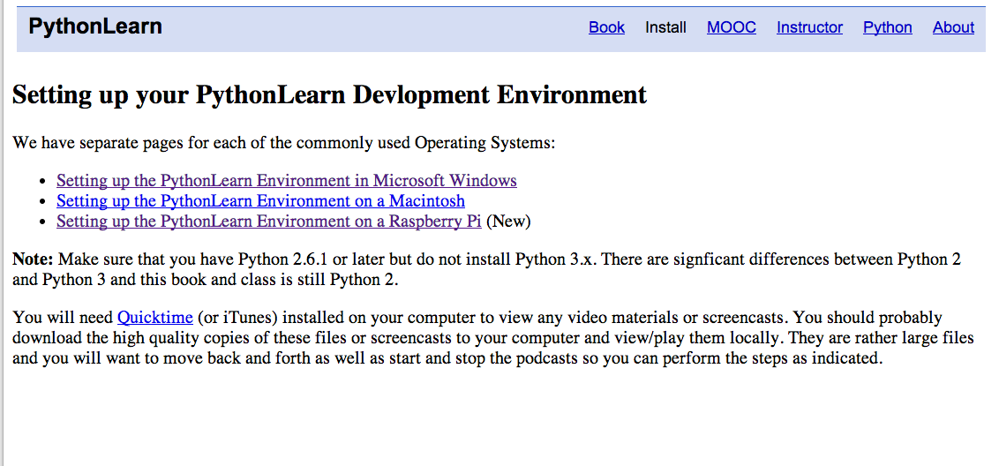 PythonLearn
Book Install MOOC Instructor Python About
Setting up your PythonLearn Devlopment Environment
We have separate pages for each of the commonly used Operating Systems:
• Setting up the PythonLearn Environment in Microsoft Windows
• Setting up the PythonLearn Environment on a Macintosh
• Setting up the PythonLearn Environment on a Raspberry Pi (New)
Note: Make sure that you have Python 2.6.1 or later but do not install Python 3.x. There are signficant differences between Python 2
and Python 3 and this book and class is still Python 2.
You will need Quicktime (or iTunes) installed on your computer to view any video materials or screencasts. You should probably
download the high quality copies of these files or screencasts to your computer and view/play them locally. They are rather large files
and you will want to move back and forth as well as start and stop the podcasts so you can perform the steps as indicated.